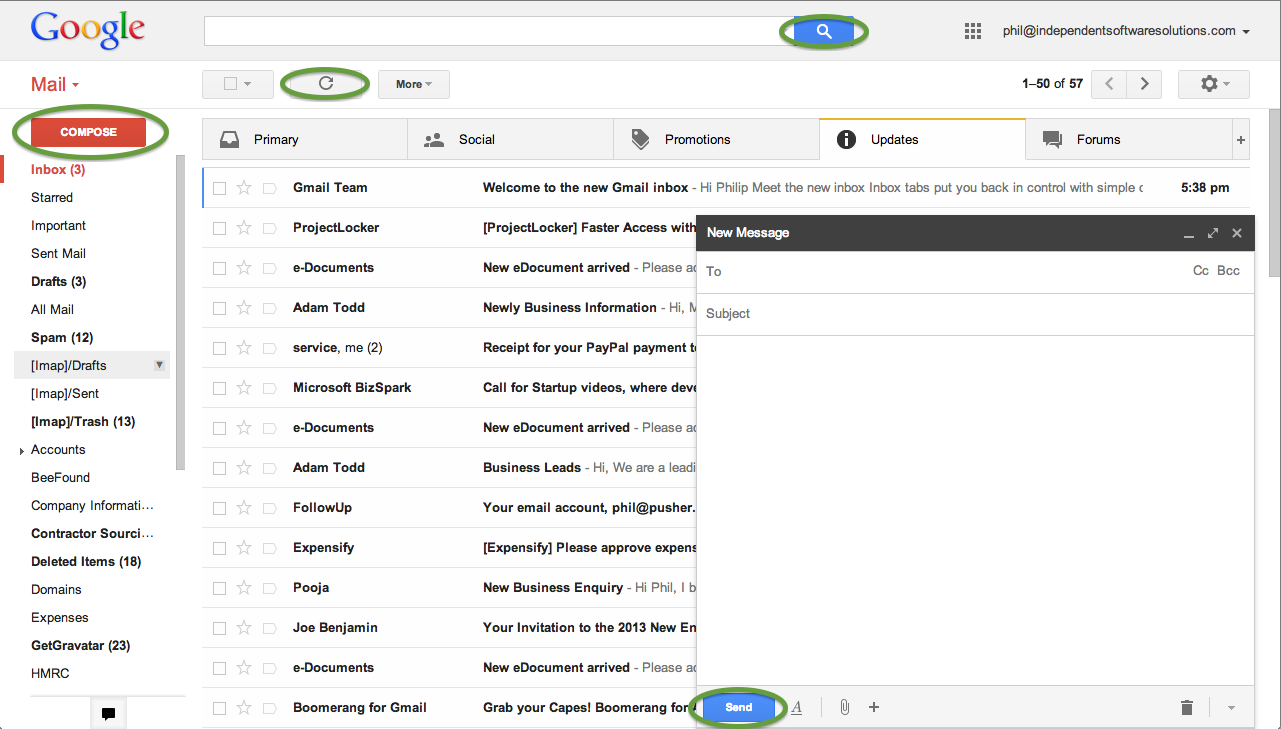 Google
phil@independentsoftwaresolutions.com
Mail
More
1–50 of 57
COMPOSE
Primary
Social
Promotions
Updates
Forums
+
Inbox (3)
Starred
Important
Sent Mail
Drafts (3)
All Mail
Spam (12)
[Imap]/Drafts
[Imap]/Sent
[Imap]/Trash (13)
Accounts
BeeFound
Company Informati...
Contractor Sourci...
Deleted Items (18)
Domains
Expenses
GetGravatar (23)
HMRC
Gmail Team Welcome to the new Gmail inbox - Hi Philip Meet the new inbox Inbox tabs put you back in control with simple c 5:38 pm
ProjectLocker [ProjectLocker] Faster Access with
e-Documents New eDocument arrived - Please ac
Adam Todd Newly Business Information - Hi, M
service, me (2) Receipt for your PayPal payment to
Microsoft BizSpark Call for Startup videos, where deve
e-Documents New eDocument arrived - Please ac
Adam Todd Business Leads - Hi, We are a leadi
FollowUp Your email account, phil@pusher.
Expensify [Expensify] Please approve expens
Pooja New Business Enquiry - Hi Phil, I b
Joe Benjamin Your Invitation to the 2013 New En
e-Documents New eDocument arrived - Please ac
Boomerang for Gmail Grab your Capes! Boomerang for
New Message
To Cc Bcc
Subject
Send A +